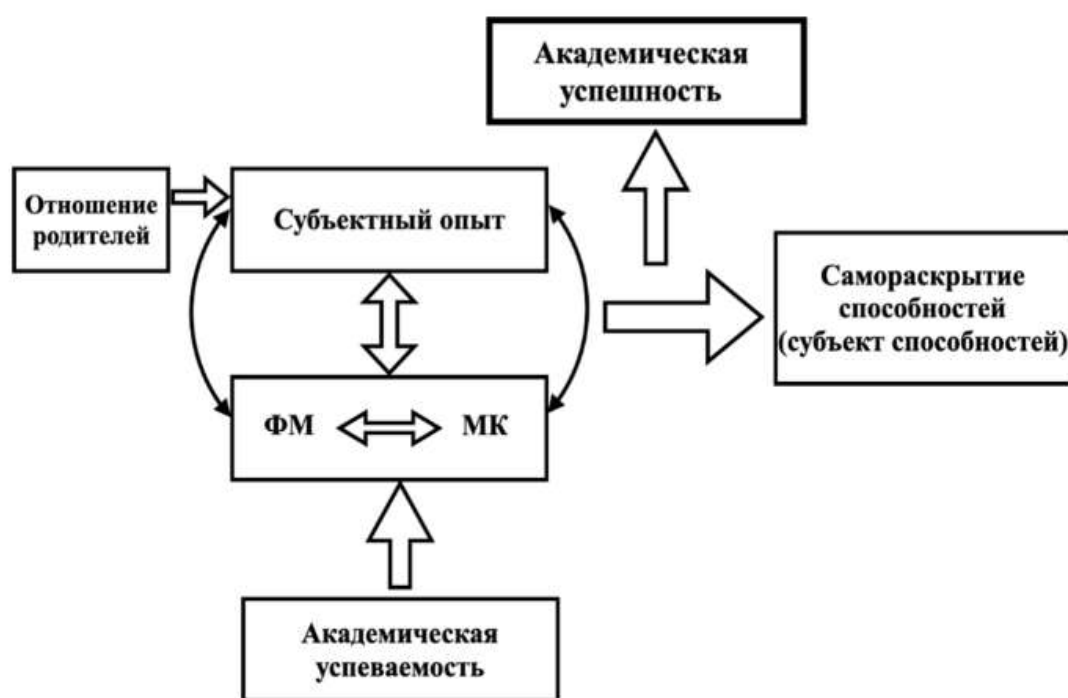 Академическая
успешность
Отношение
родителей
Субъектный опыт
Самораскрытие
способностей
(субъект способностей)
ФМ МК
Академическая
успеваемость